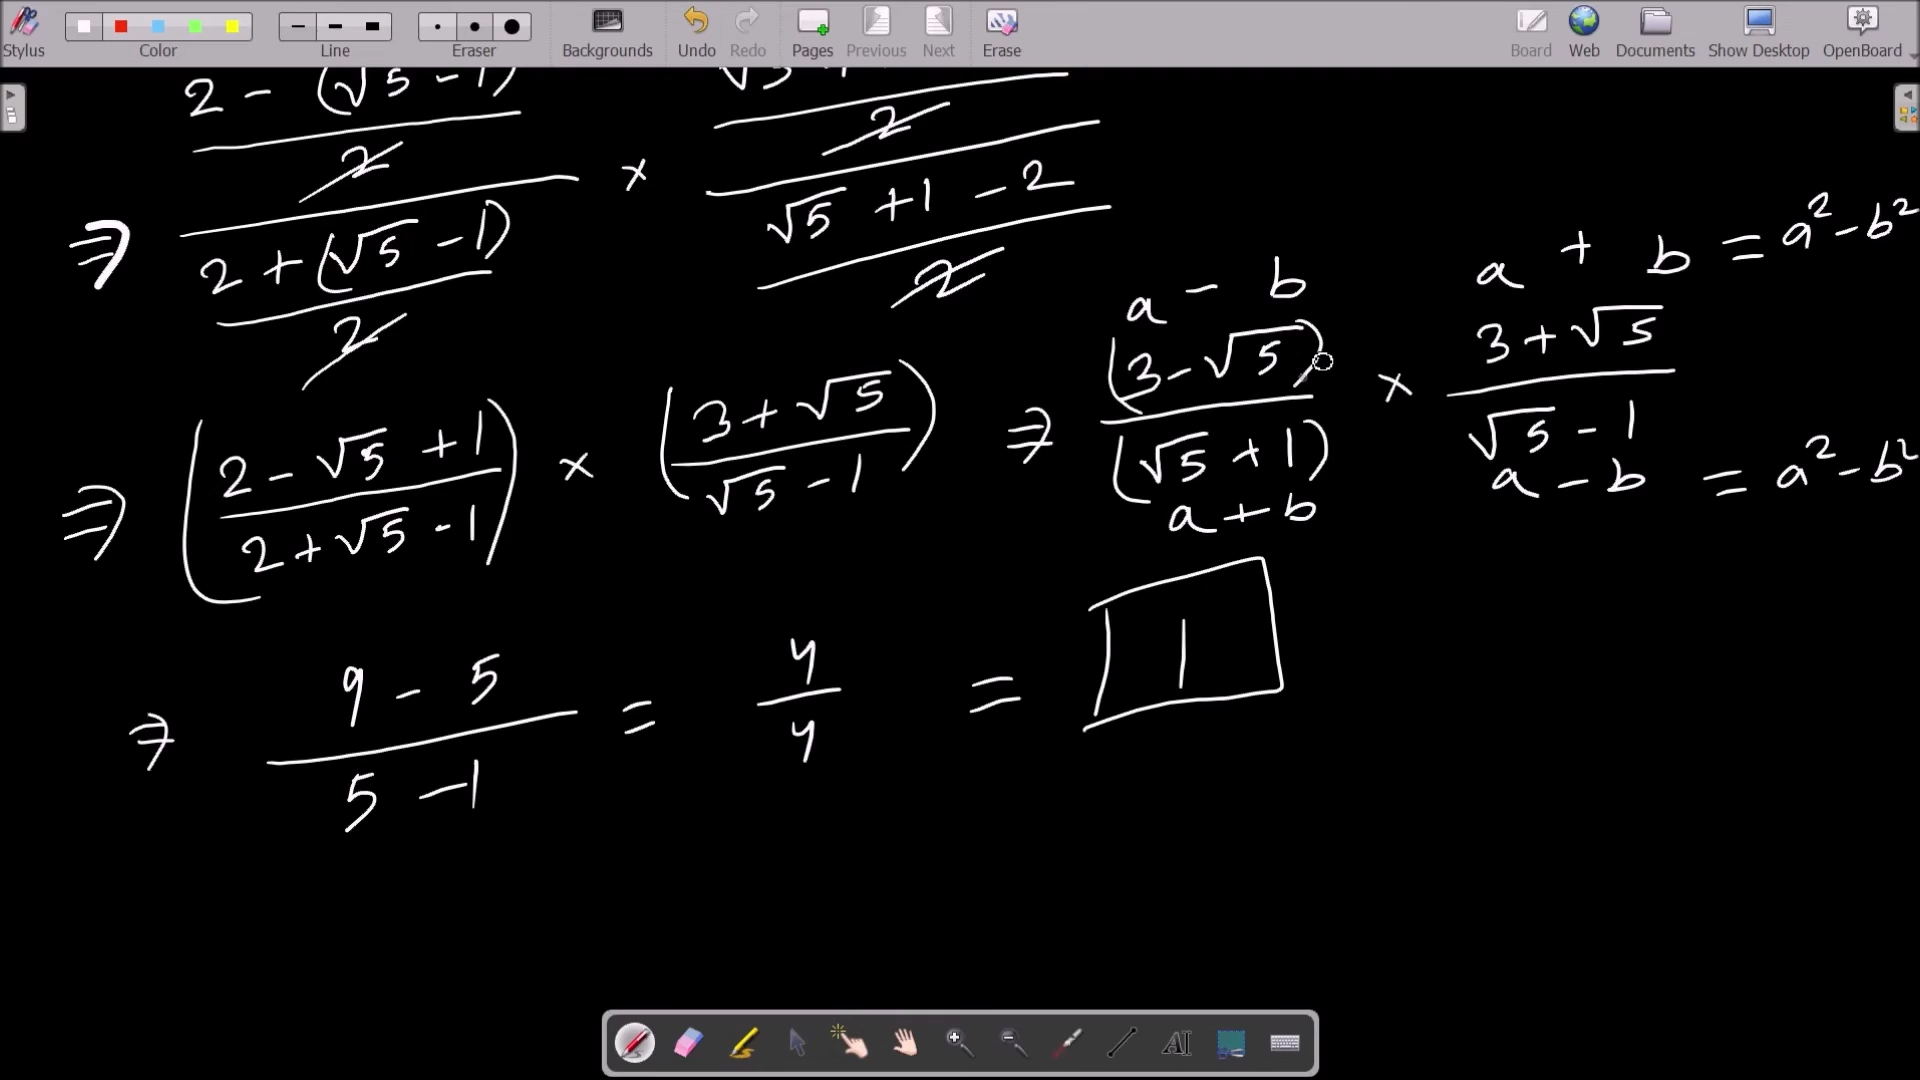 Stylus Color Line Eraser Backgrounds Undo Redo Pages Previous Next Erase Board Web Documents Show Desktop OpenBoard
2 - (√5 - 1)
2
×
2
⇒ 2 + (√5 - 1)
2
√5 + 1 - 2
2
a - b
a + b = a² - b²
⇒ (2 - √5 + 1 / 2 + √5 - 1) × (3 + √5 / √5 - 1) ⇒ (3 - √5) / (√5 + 1) × 3 + √5 / √5 - 1
a + b
a - b = a² - b²
⇒ 9 - 5 / 5 - 1 = 4 / 4 = 1